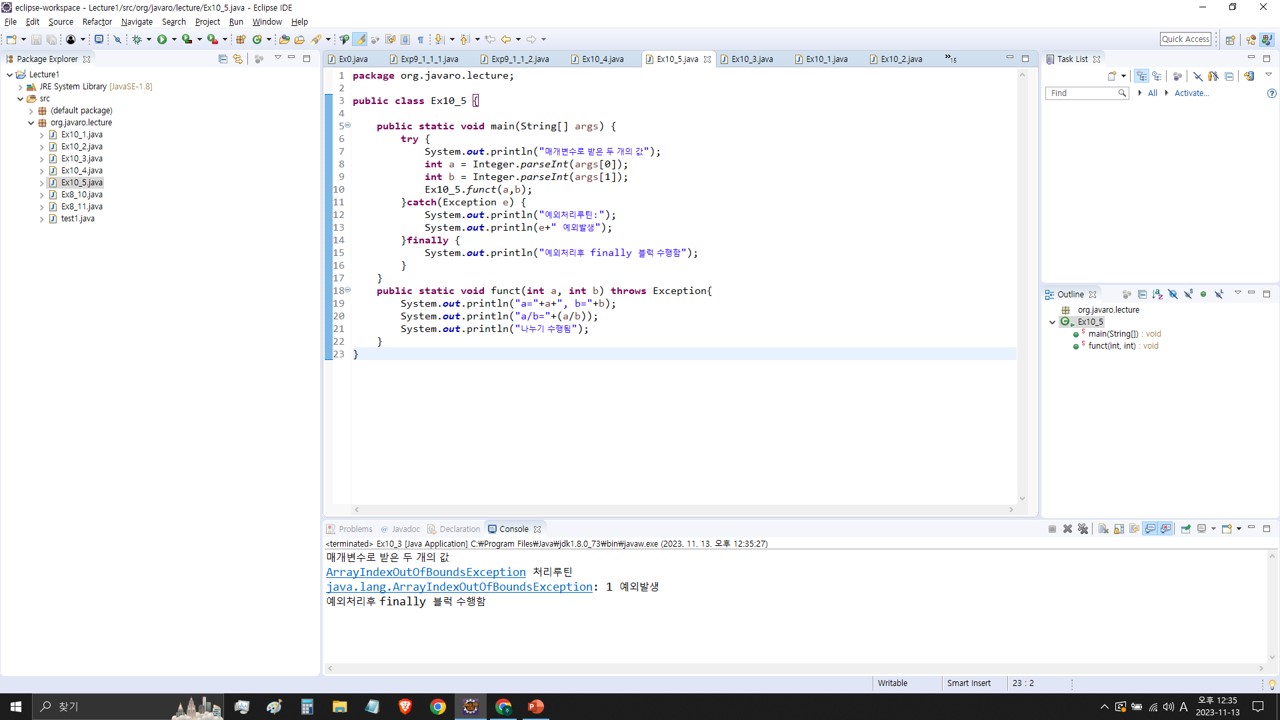 eclipse-workspace - Lecture1/src/org/javaro/lecture/Ex10_5.java - Eclipse IDE
File Edit Source Refactor Navigate Search Project Run Window Help
Quick Access
Package Explorer
Lecture1
JRE System Library [JavaSE-1.8]
src
(default package)
org.javaro.lecture
Ex10_1.java
Ex10_2.java
Ex10_3.java
Ex10_4.java
Ex10_5.java
Ex8_10.java
Ex8_11.java
test1.java
Ex0.java Exp9_1_1_1.java Exp9_1_1_2.java Ex10_4.java Ex10_5.java Ex10_3.java Ex10_1.java Ex10_2.java »15
1 package org.javaro.lecture;
2
3 public class Ex10_5 {
4
5 public static void main(String[] args) {
6 try {
7 System.out.println("매개변수로 받은 두 개의 값");
8 int a = Integer.parseInt(args[0]);
9 int b = Integer.parseInt(args[1]);
10 Ex10_5.funct(a,b);
11 }catch(Exception e) {
12 System.out.println("예외처리루틴:");
13 System.out.println(e+" 예외발생");
14 }finally {
15 System.out.println("예외처리후 finally 블럭 수행함");
16 }
17 }
18 public static void funct(int a, int b) throws Exception{
19 System.out.println("a="+a+", b="+b);
20 System.out.println("a/b="+(a/b));
21 System.out.println("나누기 수행됨");
22 }
23 }
Task List
Find All Activate...
Outline
org.javaro.lecture
Ex10_5
main(String[]) : void
funct(int, int) : void
Problems Javadoc Declaration Console
<terminated> Ex10_3 [Java Application] C:₩Program Files₩Java₩jdk1.8.0_73₩bin₩javaw.exe (2023. 11. 13. 오후 12:35:27)
매개변수로 받은 두 개의 값
ArrayIndexOutOfBoundsException 처리루틴
java.lang.ArrayIndexOutOfBoundsException: 1 예외발생
예외처리후 finally 블럭 수행함
Writable Smart Insert 23 : 2
찾기
A 오후 12:35
2023-11-13